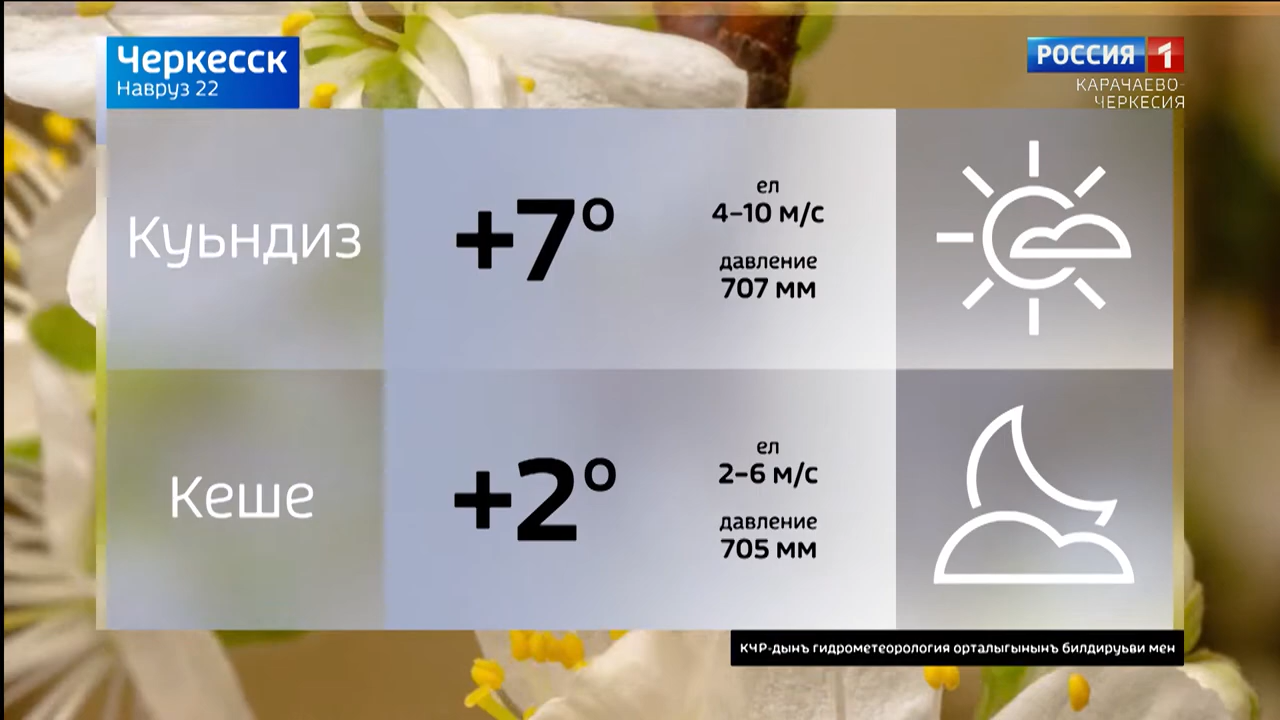 Черкесск
Навруз 22
РОССИЯ 1
КАРАЧАЕВО-
ЧЕРКЕСИЯ
Куьндиз
+7°
ел
4–10 м/с
давление
707 мм
Кеше
+2°
ел
2–6 м/с
давление
705 мм
КЧР-дынъ гидрометеорология орталыгынынъ билдируьви мен